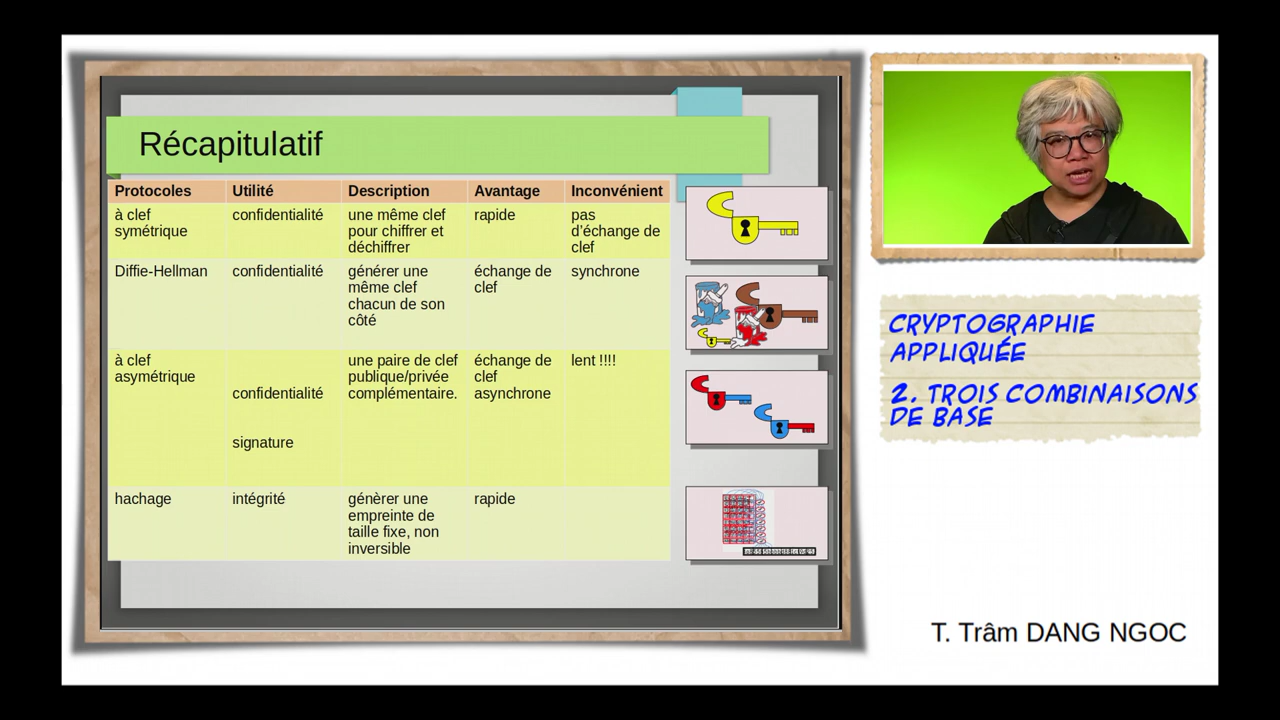 Récapitulatif
Protocoles Utilité Description Avantage Inconvénient
à clef symétrique
confidentialité
une même clef pour chiffrer et déchiffrer
rapide
pas d'échange de clef
Diffie-Hellman
confidentialité
générer une même clef chacun de son côté
échange de clef
synchrone
à clef asymétrique
confidentialité
signature
une paire de clef publique/privée complémentaire.
échange de clef asynchrone
lent !!!!
hachage
intégrité
génèrer une empreinte de taille fixe, non inversible
rapide
CRYPTOGRAPHIE
APPLIQUÉE
2. TROIS COMBINAISONS
DE BASE
T. Trâm DANG NGOC